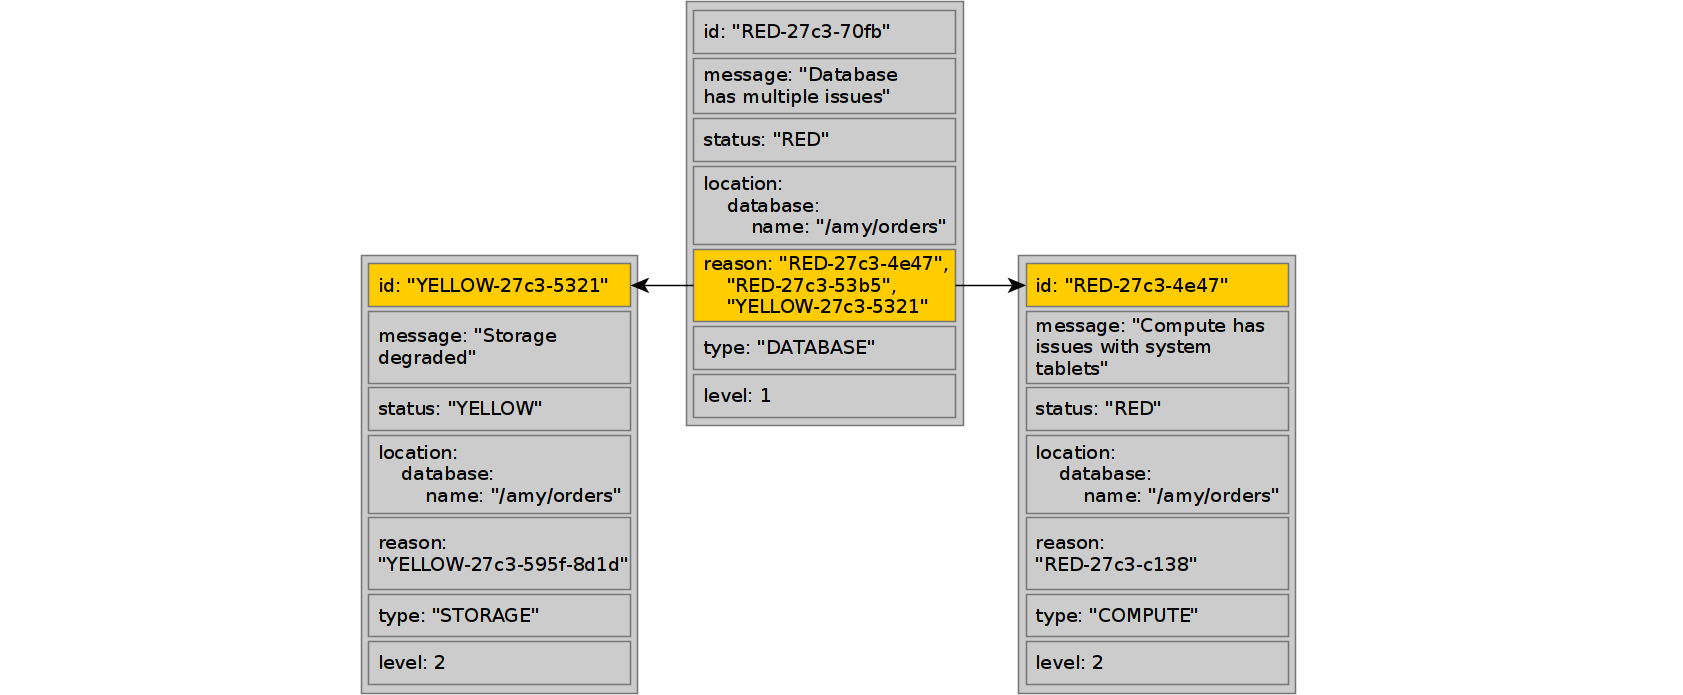 id: "RED-27c3-70fb"
message: "Database
has multiple issues"
status: "RED"
location:
database:
name: "/amy/orders"
reason: "RED-27c3-4e47",
"RED-27c3-53b5",
"YELLOW-27c3-5321"
type: "DATABASE"
level: 1
id: "YELLOW-27c3-5321"
message: "Storage
degraded"
status: "YELLOW"
location:
database:
name: "/amy/orders"
reason:
"YELLOW-27c3-595f-8d1d"
type: "STORAGE"
level: 2
id: "RED-27c3-4e47"
message: "Compute has
issues with system
tablets"
status: "RED"
location:
database:
name: "/amy/orders"
reason:
"RED-27c3-c138"
type: "COMPUTE"
level: 2